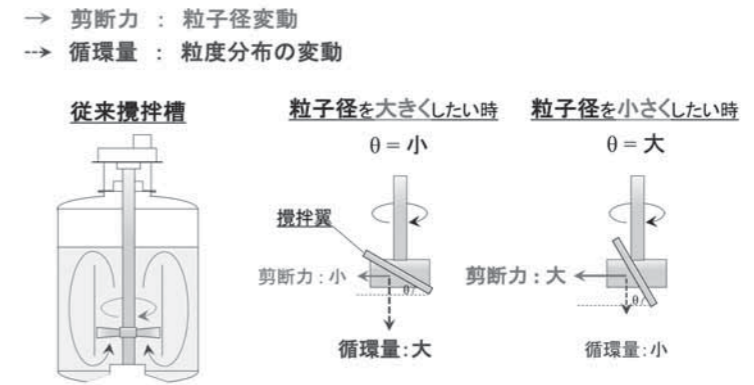 → 剪断力 : 粒子径変動
--→ 循環量 : 粒度分布の変動
従来攪拌槽
粒子径を大きくしたい時
θ = 小
攪拌翼
剪断力:小
θ
循環量:大
粒子径を小さくしたい時
θ = 大
剪断力:大
θ
循環量:小